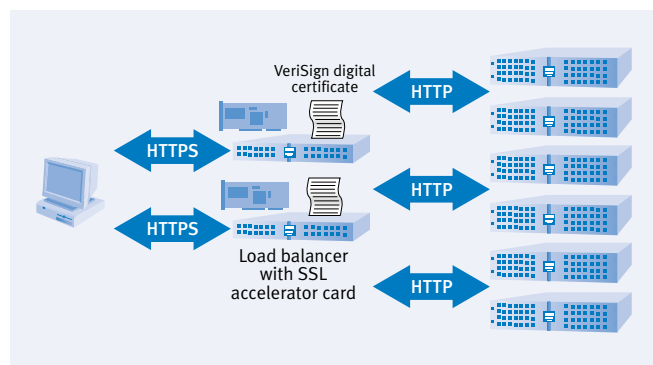 VeriSign digital
certificate
HTTP
HTTPS
HTTP
HTTPS
Load balancer
with SSL
accelerator card
HTTP